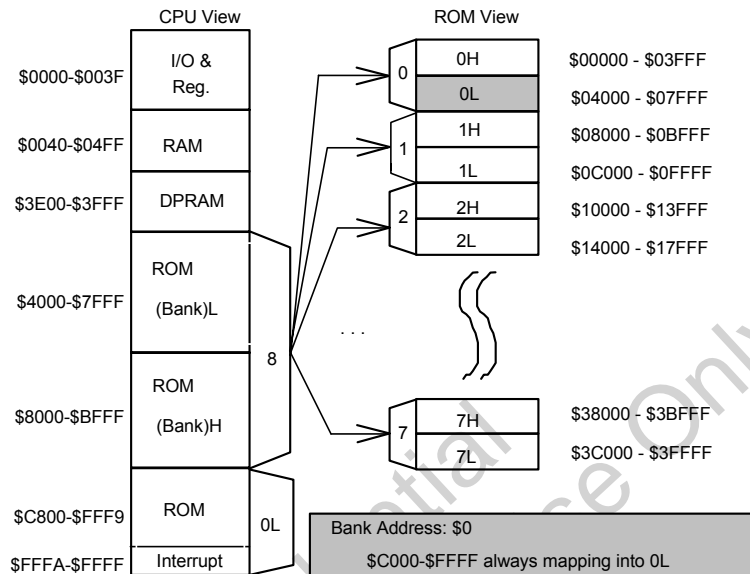 CPU View
ROM View
$0000-$003F
I/O &
Reg.
$0040-$04FF
RAM
$3E00-$3FFF
DPRAM
$4000-$7FFF
ROM
(Bank)L
$8000-$BFFF
ROM
(Bank)H
8
$C800-$FFF9
ROM
0L
$FFFA-$FFFF
Interrupt
. . .
0
0H
$00000 - $03FFF
0L
$04000 - $07FFF
1
1H
$08000 - $0BFFF
1L
$0C000 - $0FFFF
2
2H
$10000 - $13FFF
2L
$14000 - $17FFF
7
7H
$38000 - $3BFFF
7L
$3C000 - $3FFFF
Bank Address: $0
$C000-$FFFF always mapping into 0L
Only